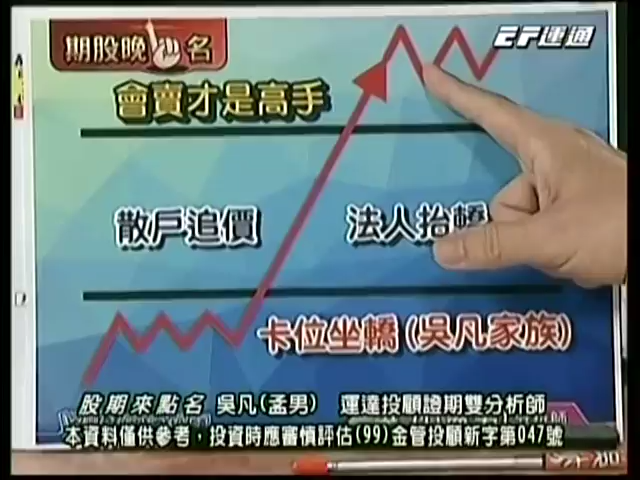 期股晚 名
EF運通
會賣才是高手
散戶追價
法人抬轎
卡位坐轎(吳凡家族)
股期來點名 吳凡(孟男) 運達投顧證期雙分析師
本資料僅供參考,投資時應審慎評估(99)金管投顧新字第047號